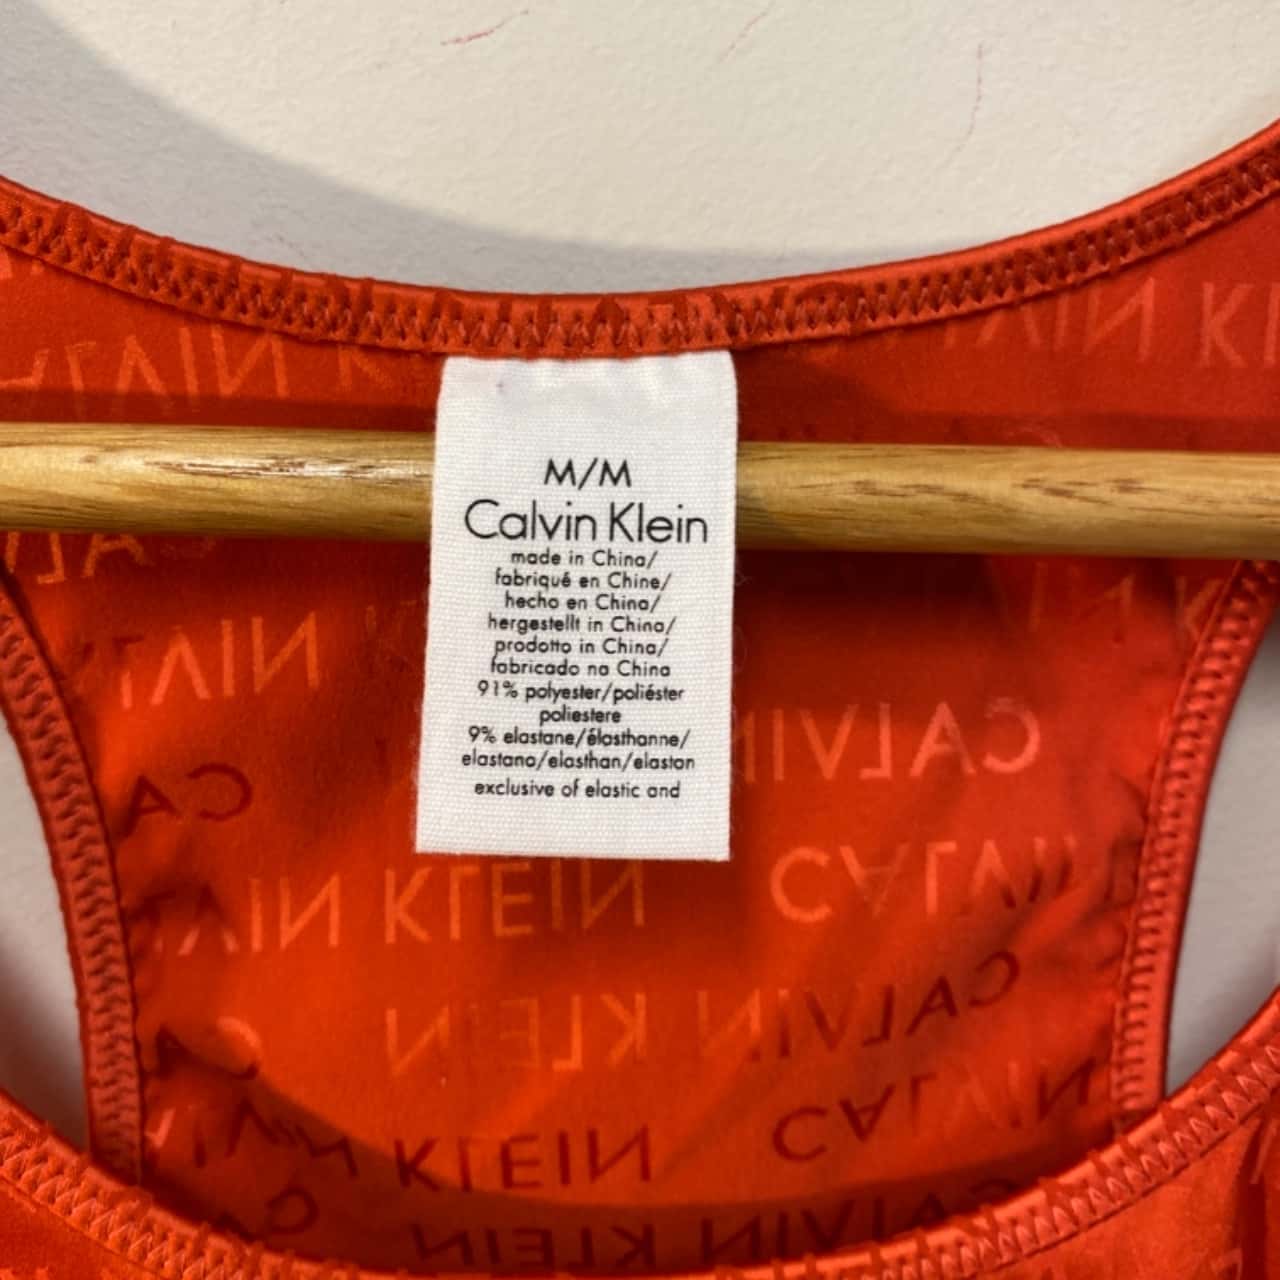 M/M
Calvin Klein
made in China/
fabriqué en Chine/
hecho en China/
hergestellt in China/
prodotto in China/
fabricado na China
91% polyester/poliéster
poliestere
9% elastane/élasthanne/
elastano/elasthan/elaston
exclusive of elastic and
CALVIN KLEIN
CALVIN KLEIN
CALVIN KLEIN
CALVIN KLEIN